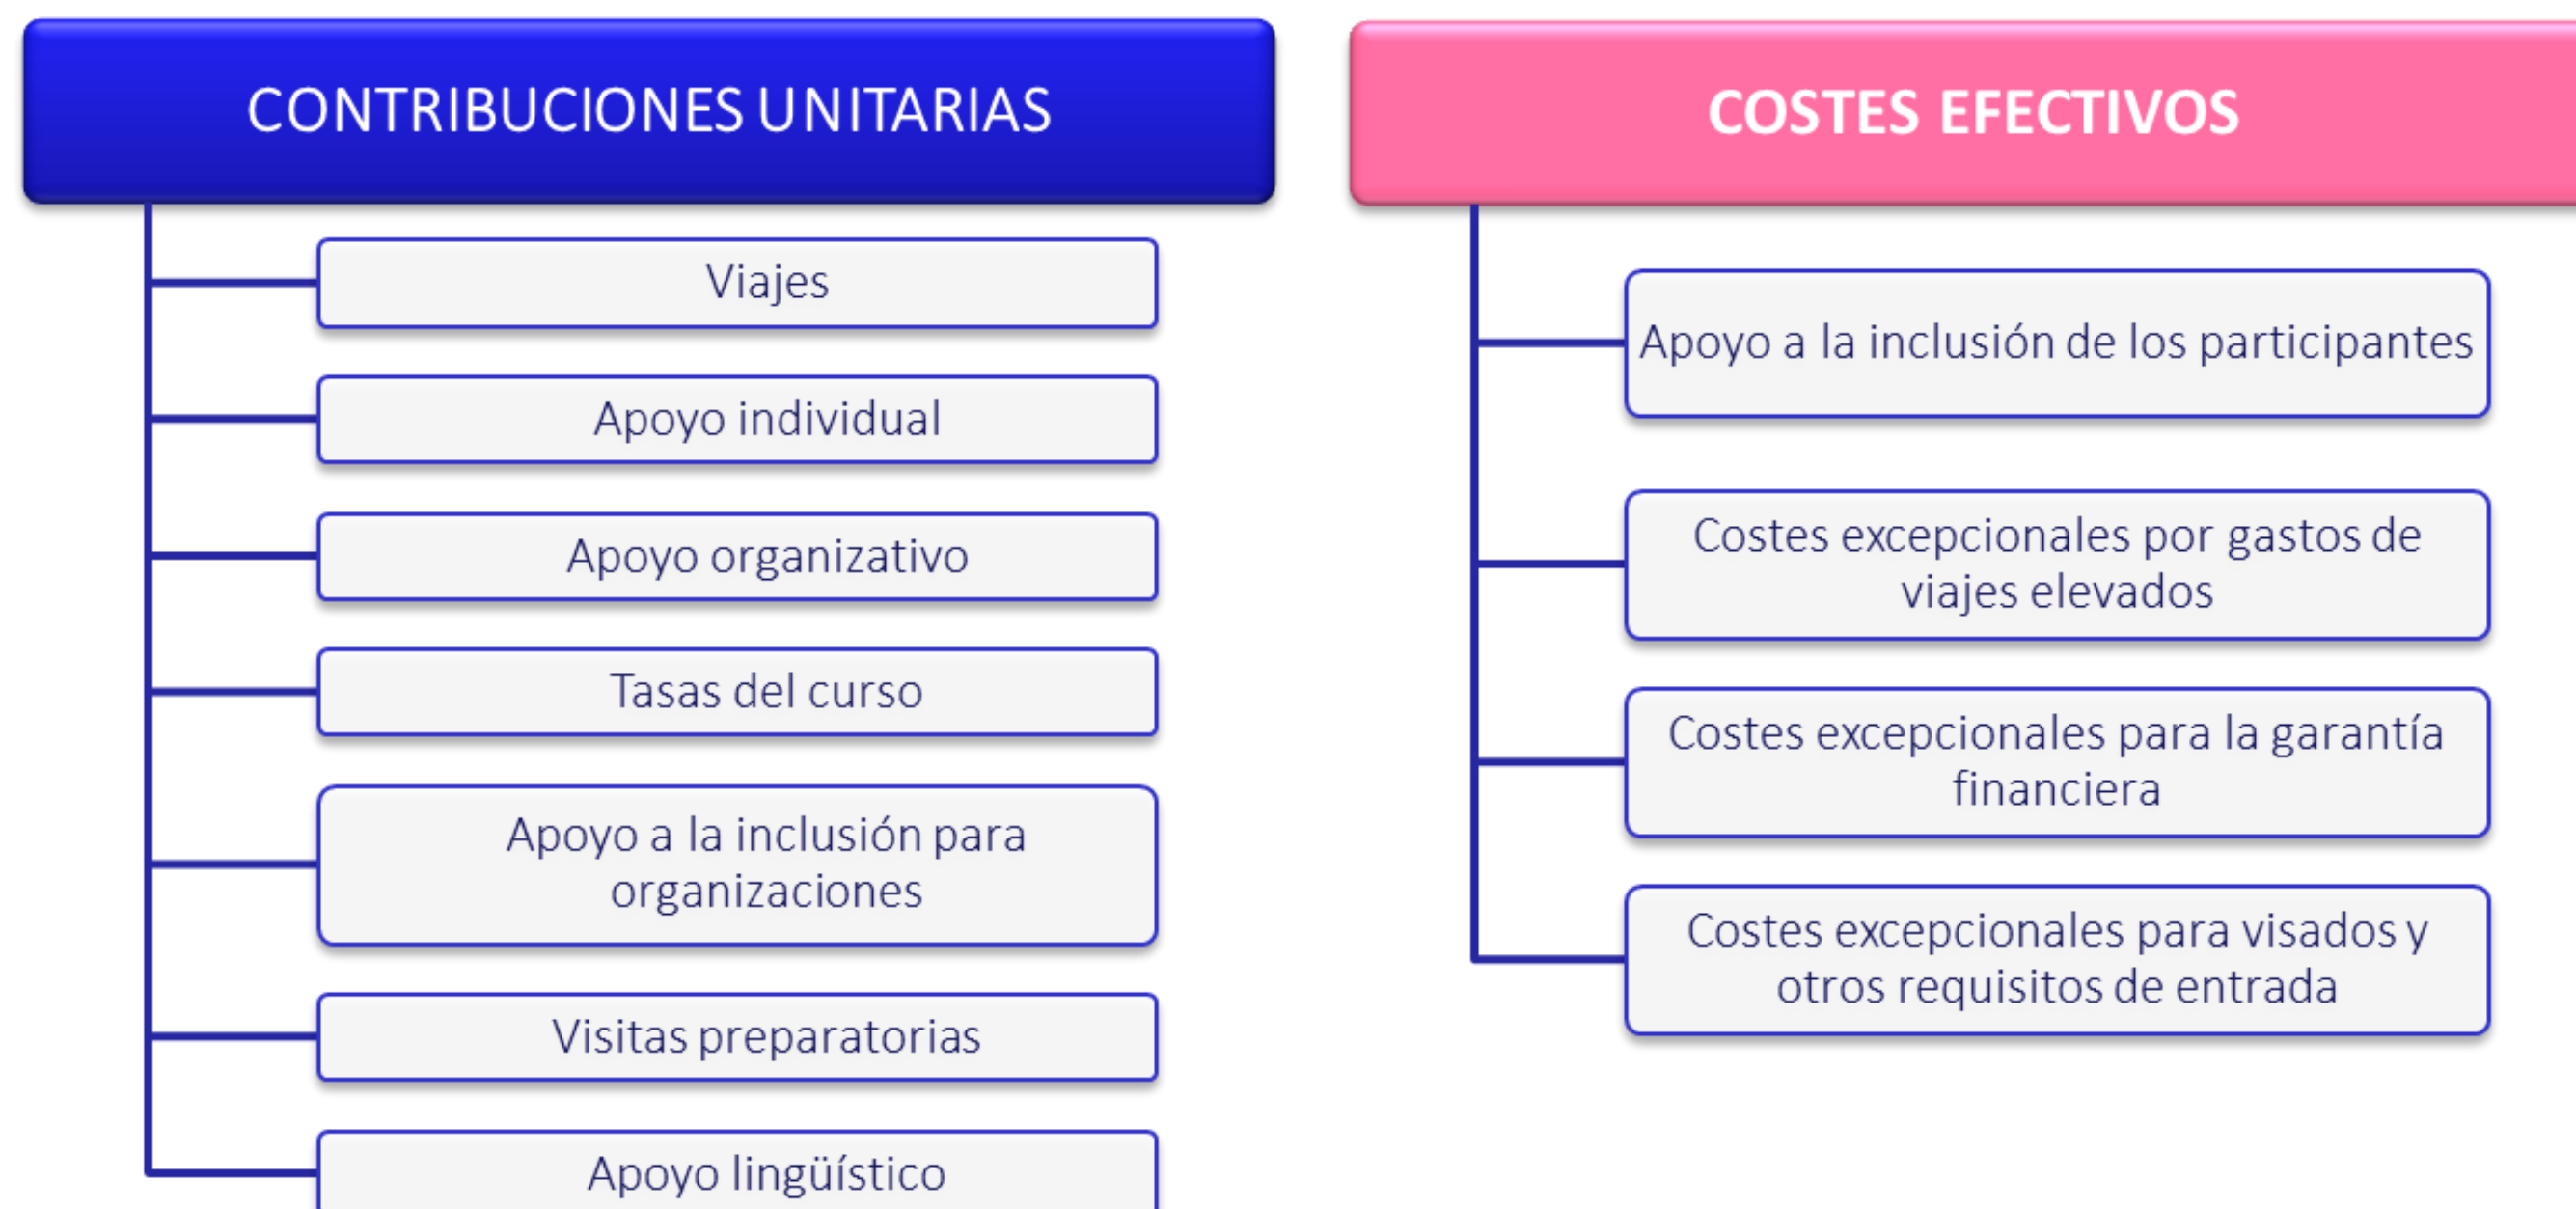 CONTRIBUCIONES UNITARIAS
Viajes
Apoyo individual
Apoyo organizativo
Tasas del curso
Apoyo a la inclusión para
organizaciones
Visitas preparatorias
Apoyo lingüístico
COSTES EFECTIVOS
Apoyo a la inclusión de los participantes
Costes excepcionales por gastos de
viajes elevados
Costes excepcionales para la garantía
financiera
Costes excepcionales para visados y
otros requisitos de entrada